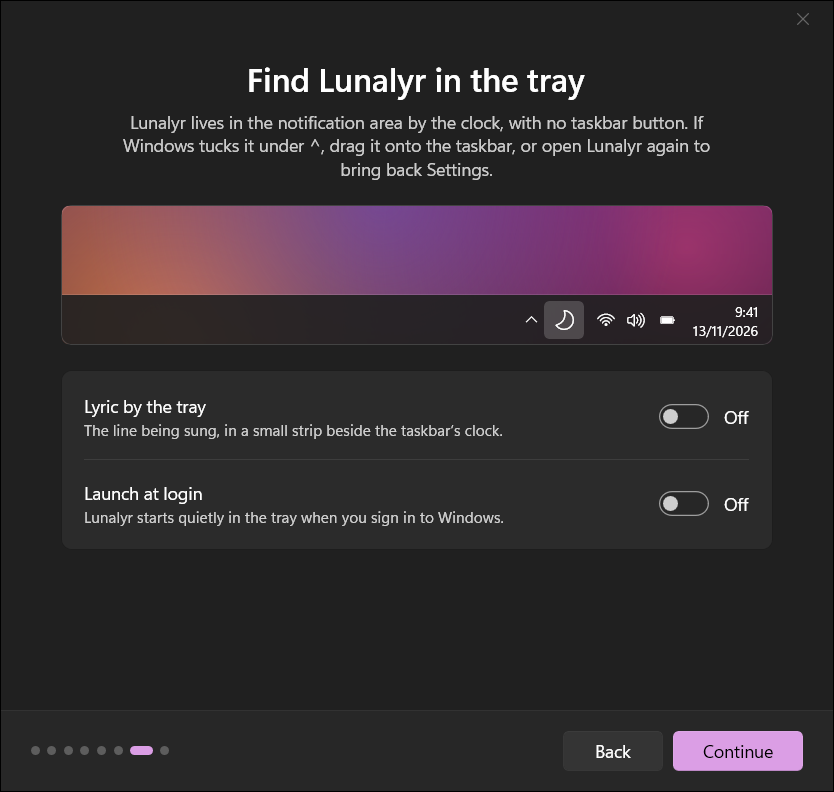 Find Lunalyr in the tray
Lunalyr lives in the notification area by the clock, with no taskbar button. If
Windows tucks it under ^, drag it onto the taskbar, or open Lunalyr again to
bring back Settings.
9:41
13/11/2026
Lyric by the tray
The line being sung, in a small strip beside the taskbar’s clock.
Off
Launch at login
Lunalyr starts quietly in the tray when you sign in to Windows.
Off
Back
Continue